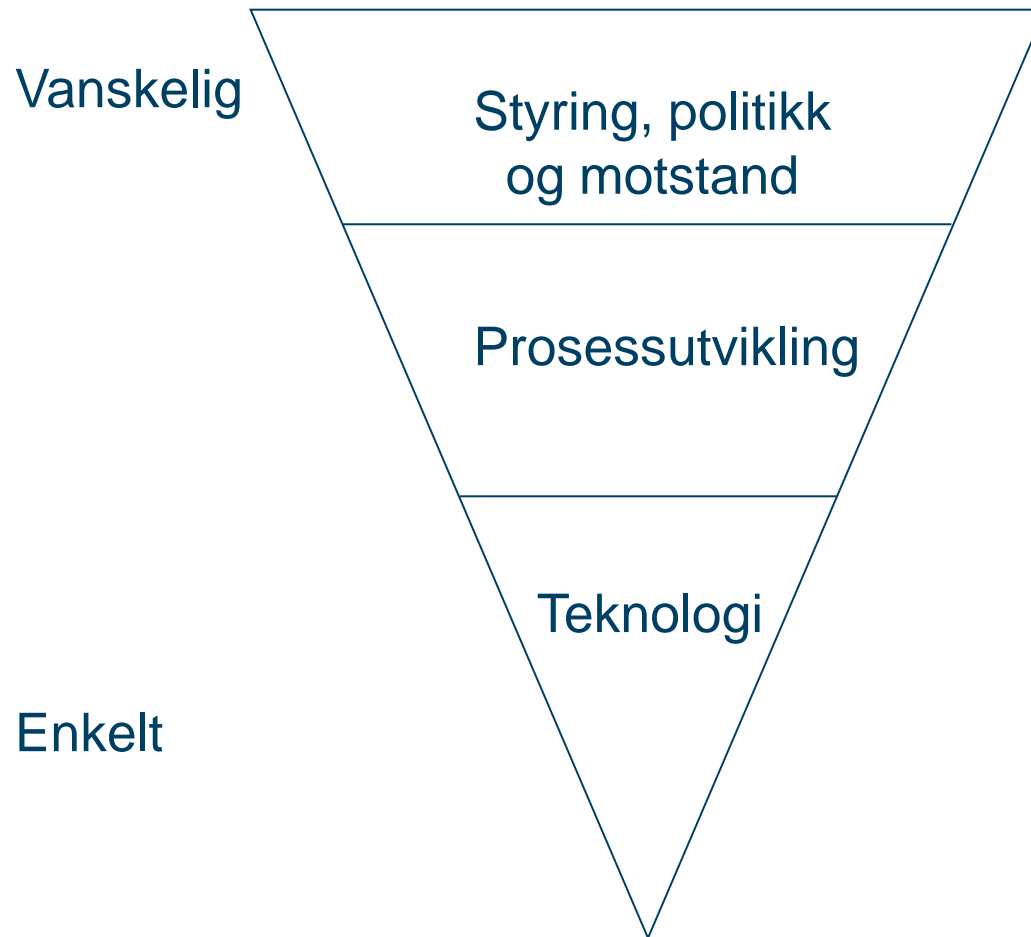 Vanskelig
Styring, politikk
og motstand
Prosessutvikling
Teknologi
Enkelt